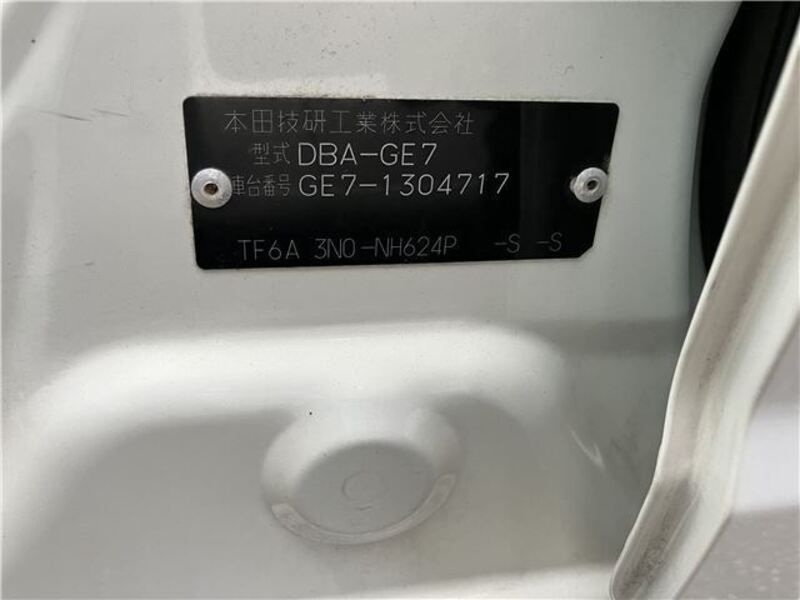 本田技研工業株式会社
型式 DBA-GE7
車台番号 GE7-1304717
TF6A 3N0-NH624P -S -S